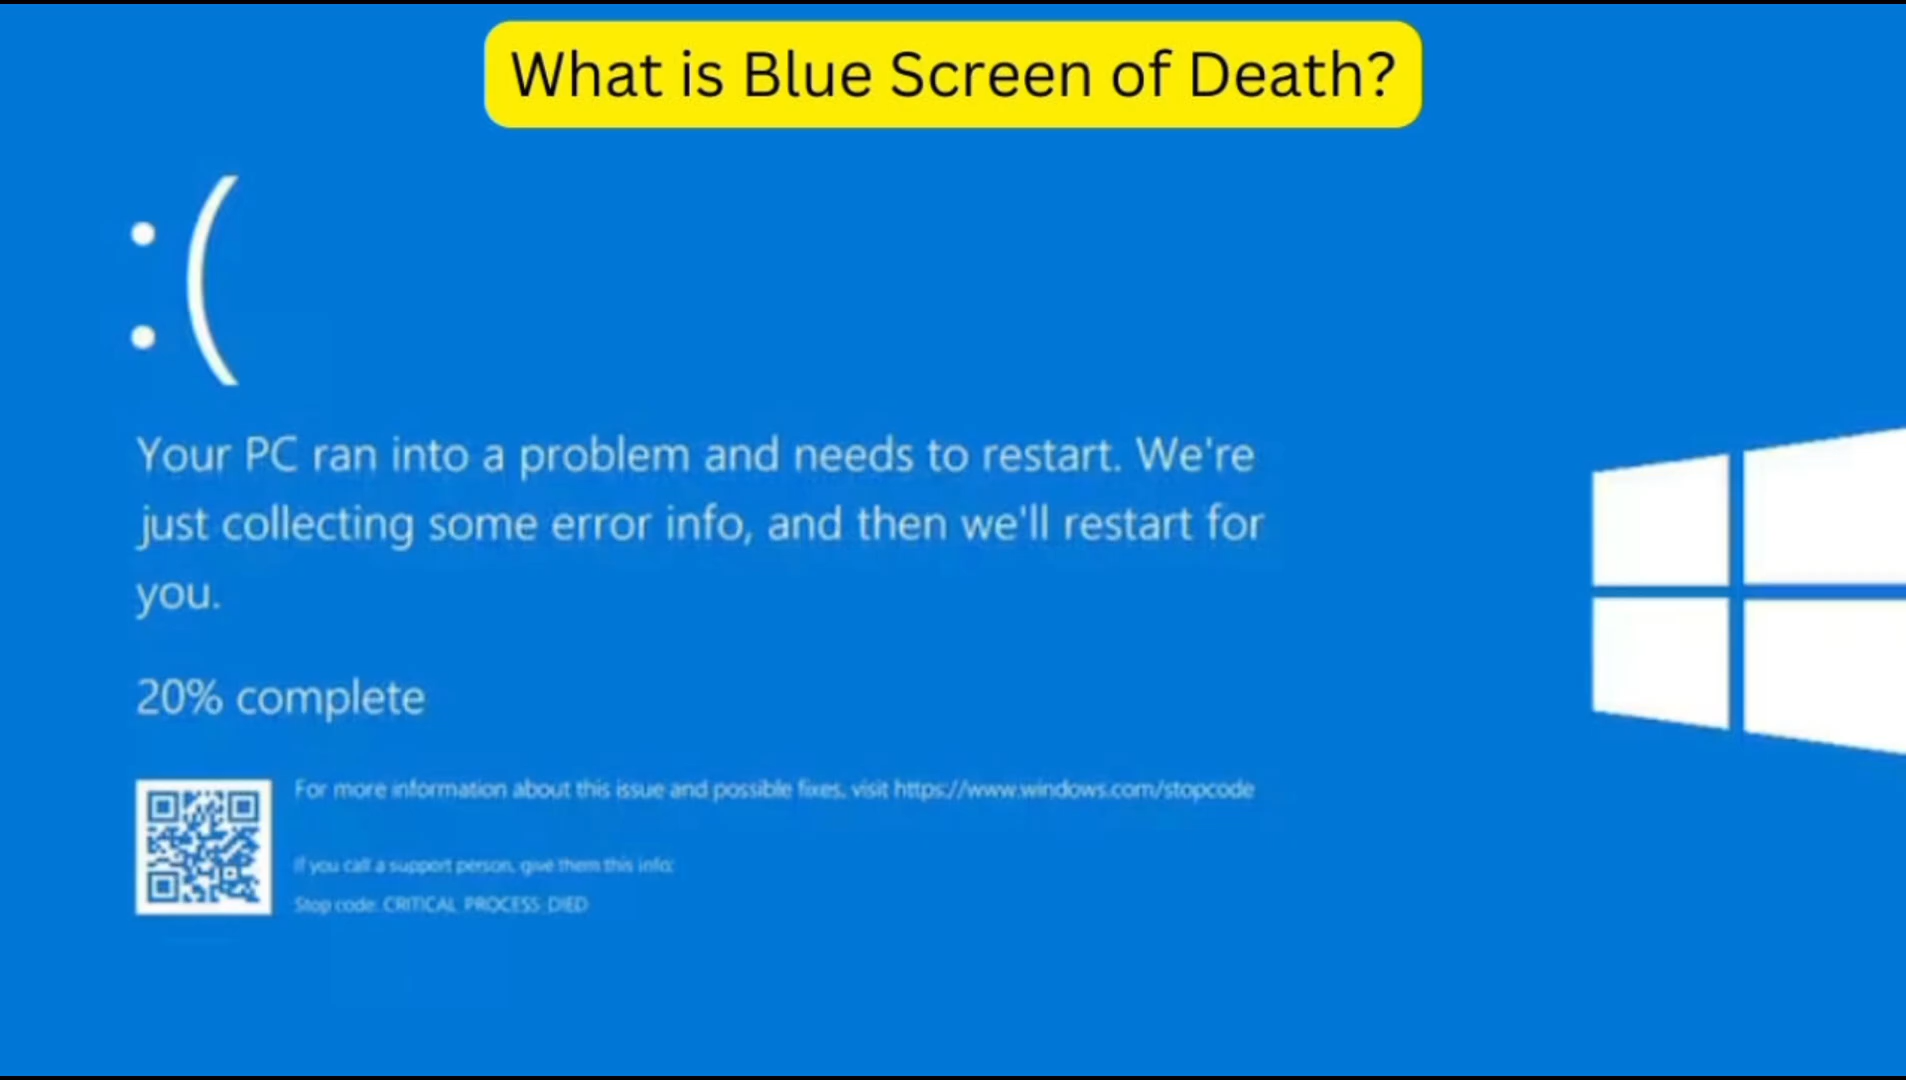 What is Blue Screen of Death?
:(
Your PC ran into a problem and needs to restart. We're
just collecting some error info, and then we'll restart for
you.
20% complete
For more information about this issue and possible fixes, visit https://www.windows.com/stopcode
If you call a support person, give them this info:
Stop code: CRITICAL_PROCESS_DIED